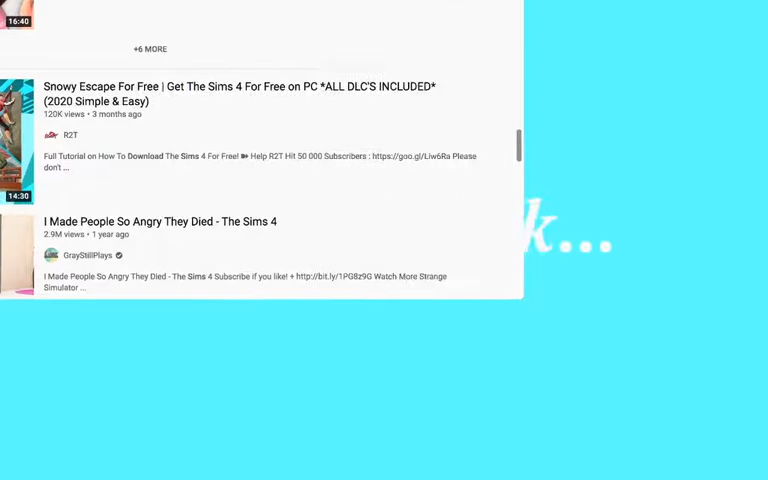 16:40
+6 MORE
Snowy Escape For Free | Get The Sims 4 For Free on PC *ALL DLC'S INCLUDED*
(2020 Simple & Easy)
120K views • 3 months ago
R2T
Full Tutorial on How To Download The Sims 4 For Free! ➽ Help R2T Hit 50 000 Subscribers : https://goo.gl/Liw6Ra Please
don't ...
14:30
k...
I Made People So Angry They Died - The Sims 4
2.9M views • 1 year ago
GrayStillPlays
I Made People So Angry They Died - The Sims 4 Subscribe if you like! + http://bit.ly/1PG8z9G Watch More Strange
Simulator ...